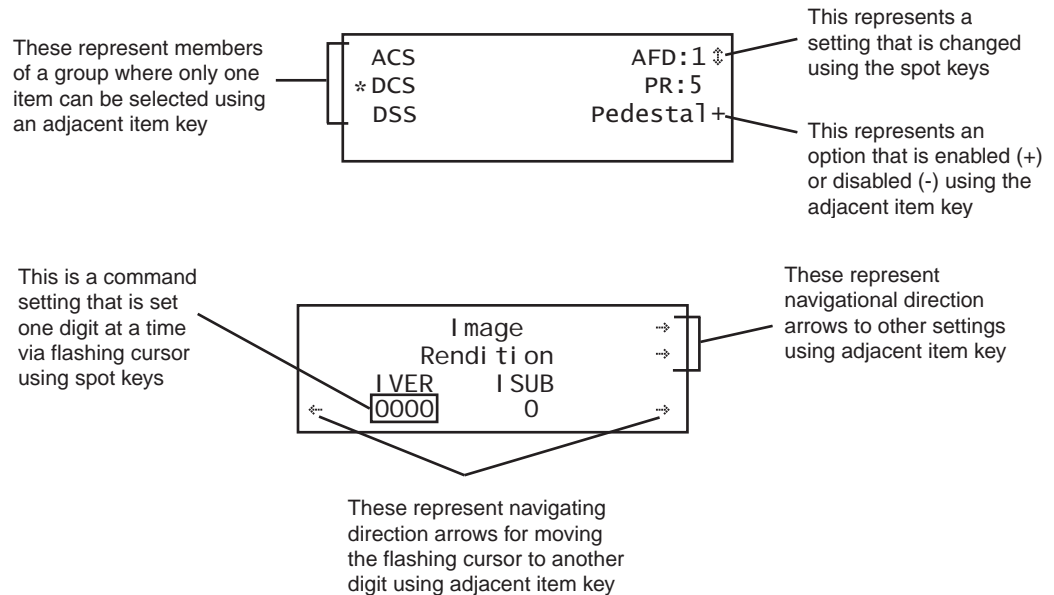 These represent members
of a group where only one
item can be selected using
an adjacent item key
ACS AFD:1⇕
*DCS PR:5
DSS Pedestal+
This represents a
setting that is changed
using the spot keys
This represents an
option that is enabled (+)
or disabled (-) using the
adjacent item key
This is a command
setting that is set
one digit at a time
via flashing cursor
using spot keys
Image →
Rendition →
IVER ISUB
← 0000 0 →
These represent
navigational direction
arrows to other settings
using adjacent item key
These represent navigating
direction arrows for moving
the flashing cursor to another
digit using adjacent item key